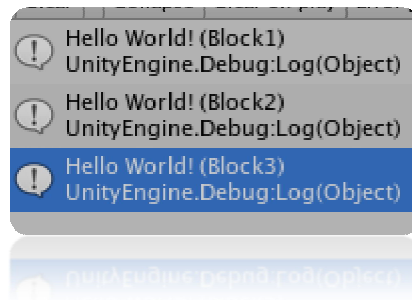 Hello World! (Block1)
UnityEngine.Debug:Log(Object)
Hello World! (Block2)
UnityEngine.Debug:Log(Object)
Hello World! (Block3)
UnityEngine.Debug:Log(Object)